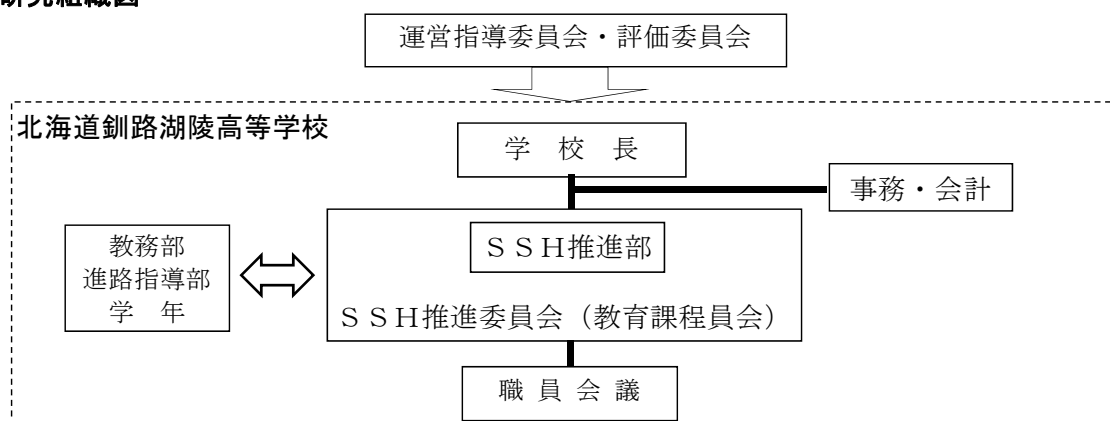 研究組織図
運営指導委員会・評価委員会
北海道釧路湖陵高等学校
学　校　長
事務・会計
教務部
進路指導部
学　年
ＳＳＨ推進部
ＳＳＨ推進委員会（教育課程員会）
職 員 会 議